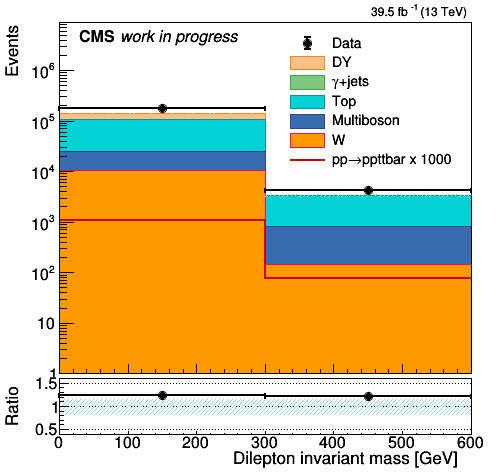 39.5 fb⁻¹ (13 TeV)
Events
CMS work in progress
Data
DY
γ+jets
Top
Multiboson
W
pp→ppttbar x 1000
10⁶
10⁵
10⁴
10³
10²
10
1
Ratio
1.5
1
0.5
0 100 200 300 400 500 600
Dilepton invariant mass [GeV]